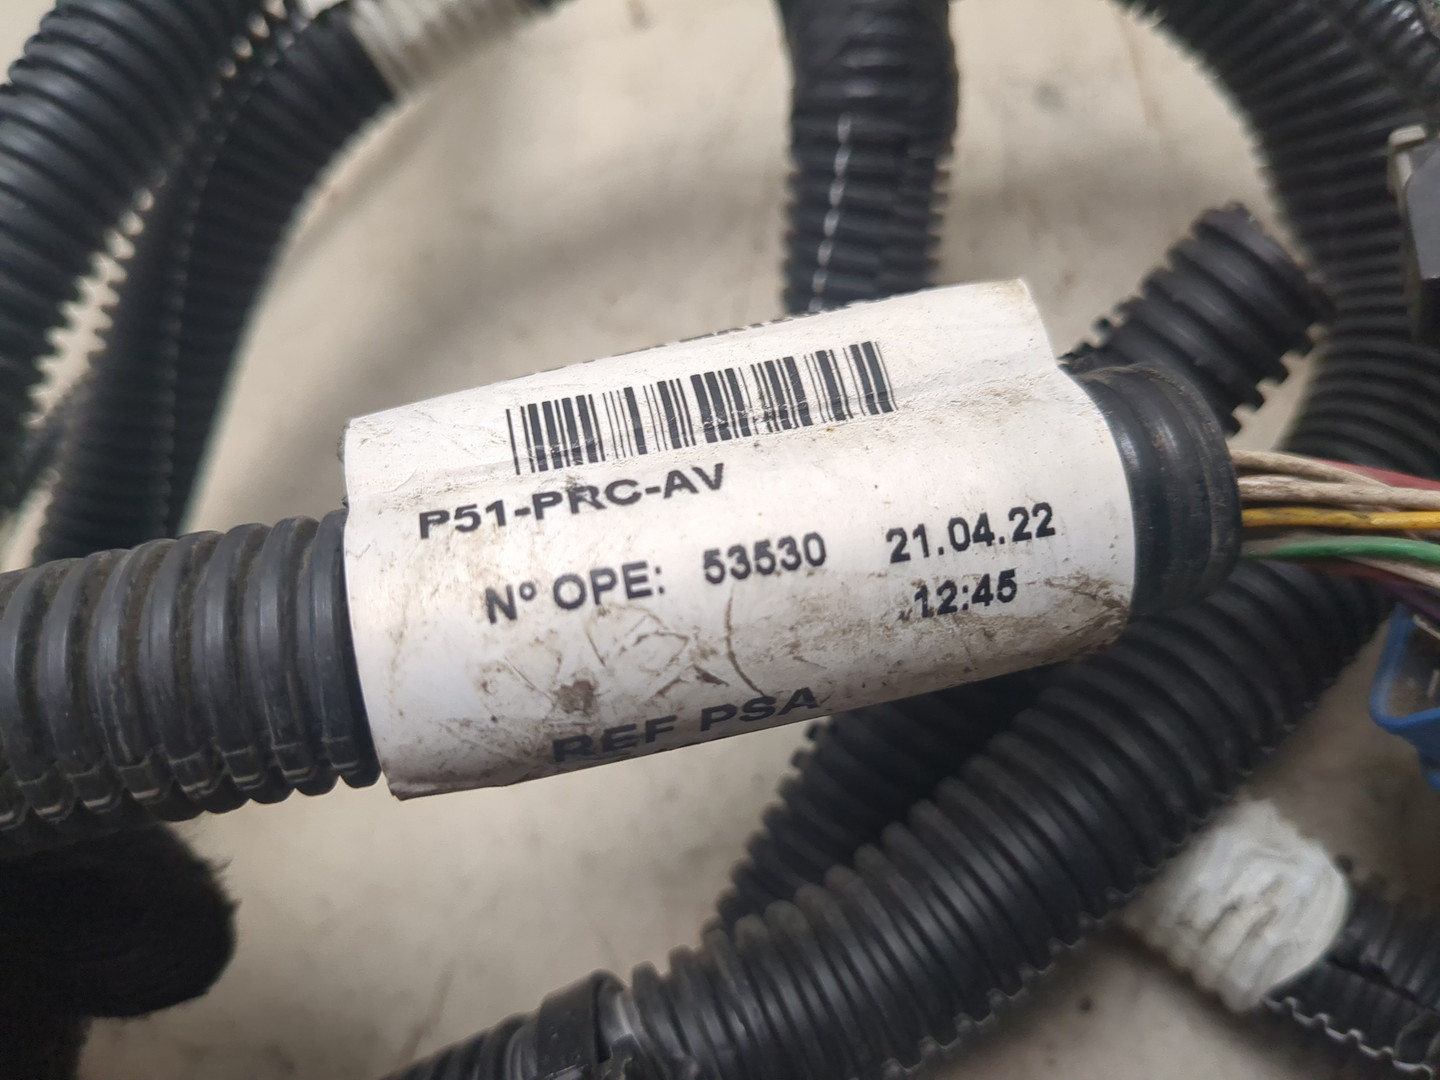 P51-PRC-AV
Nº OPE: 53530 21.04.22
12:45
REF PSA